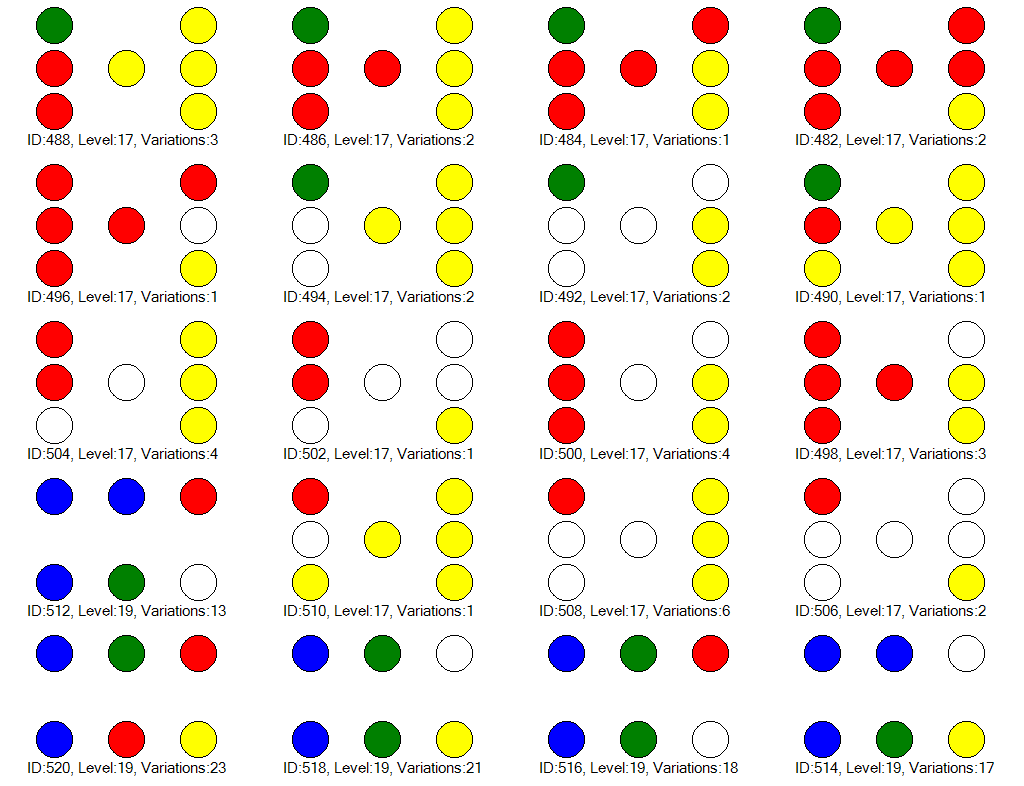 ID:488, Level:17, Variations:3 ID:486, Level:17, Variations:2 ID:484, Level:17, Variations:1 ID:482, Level:17, Variations:2
ID:496, Level:17, Variations:1 ID:494, Level:17, Variations:2 ID:492, Level:17, Variations:2 ID:490, Level:17, Variations:1
ID:504, Level:17, Variations:4 ID:502, Level:17, Variations:1 ID:500, Level:17, Variations:4 ID:498, Level:17, Variations:3
ID:512, Level:19, Variations:13 ID:510, Level:17, Variations:1 ID:508, Level:17, Variations:6 ID:506, Level:17, Variations:2
ID:520, Level:19, Variations:23 ID:518, Level:19, Variations:21 ID:516, Level:19, Variations:18 ID:514, Level:19, Variations:17